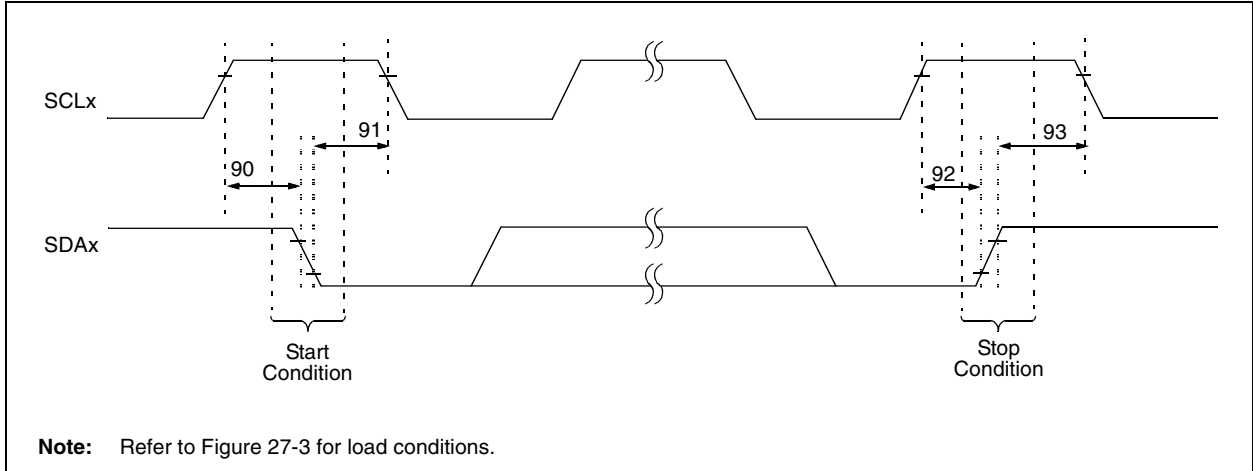 SCLx
91
93
90
92
SDAx
Start
Condition
Stop
Condition
Note: Refer to Figure 27-3 for load conditions.